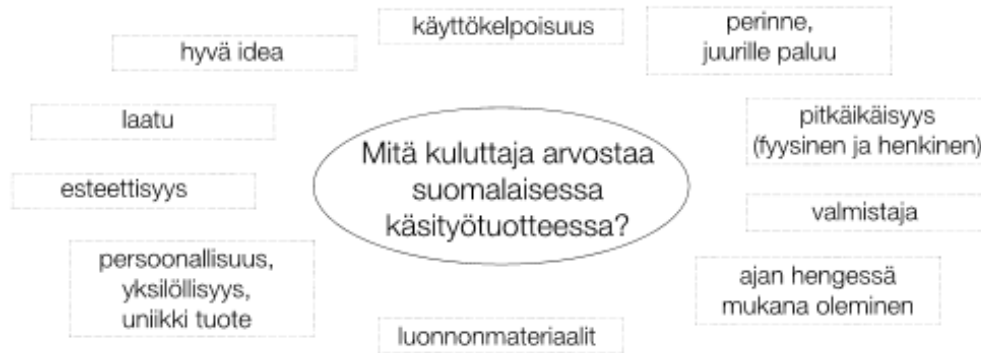 käyttökelpoisuus
perinne,
juurille paluu
hyvä idea
laatu
pitkäikäisyys
(fyysinen ja henkinen)
Mitä kuluttaja arvostaa
suomalaisessa
käsityötuotteessa?
esteettisyys
valmistaja
persoonallisuus,
yksilöllisyys,
uniikki tuote
ajan hengessä
mukana oleminen
luonnonmateriaalit